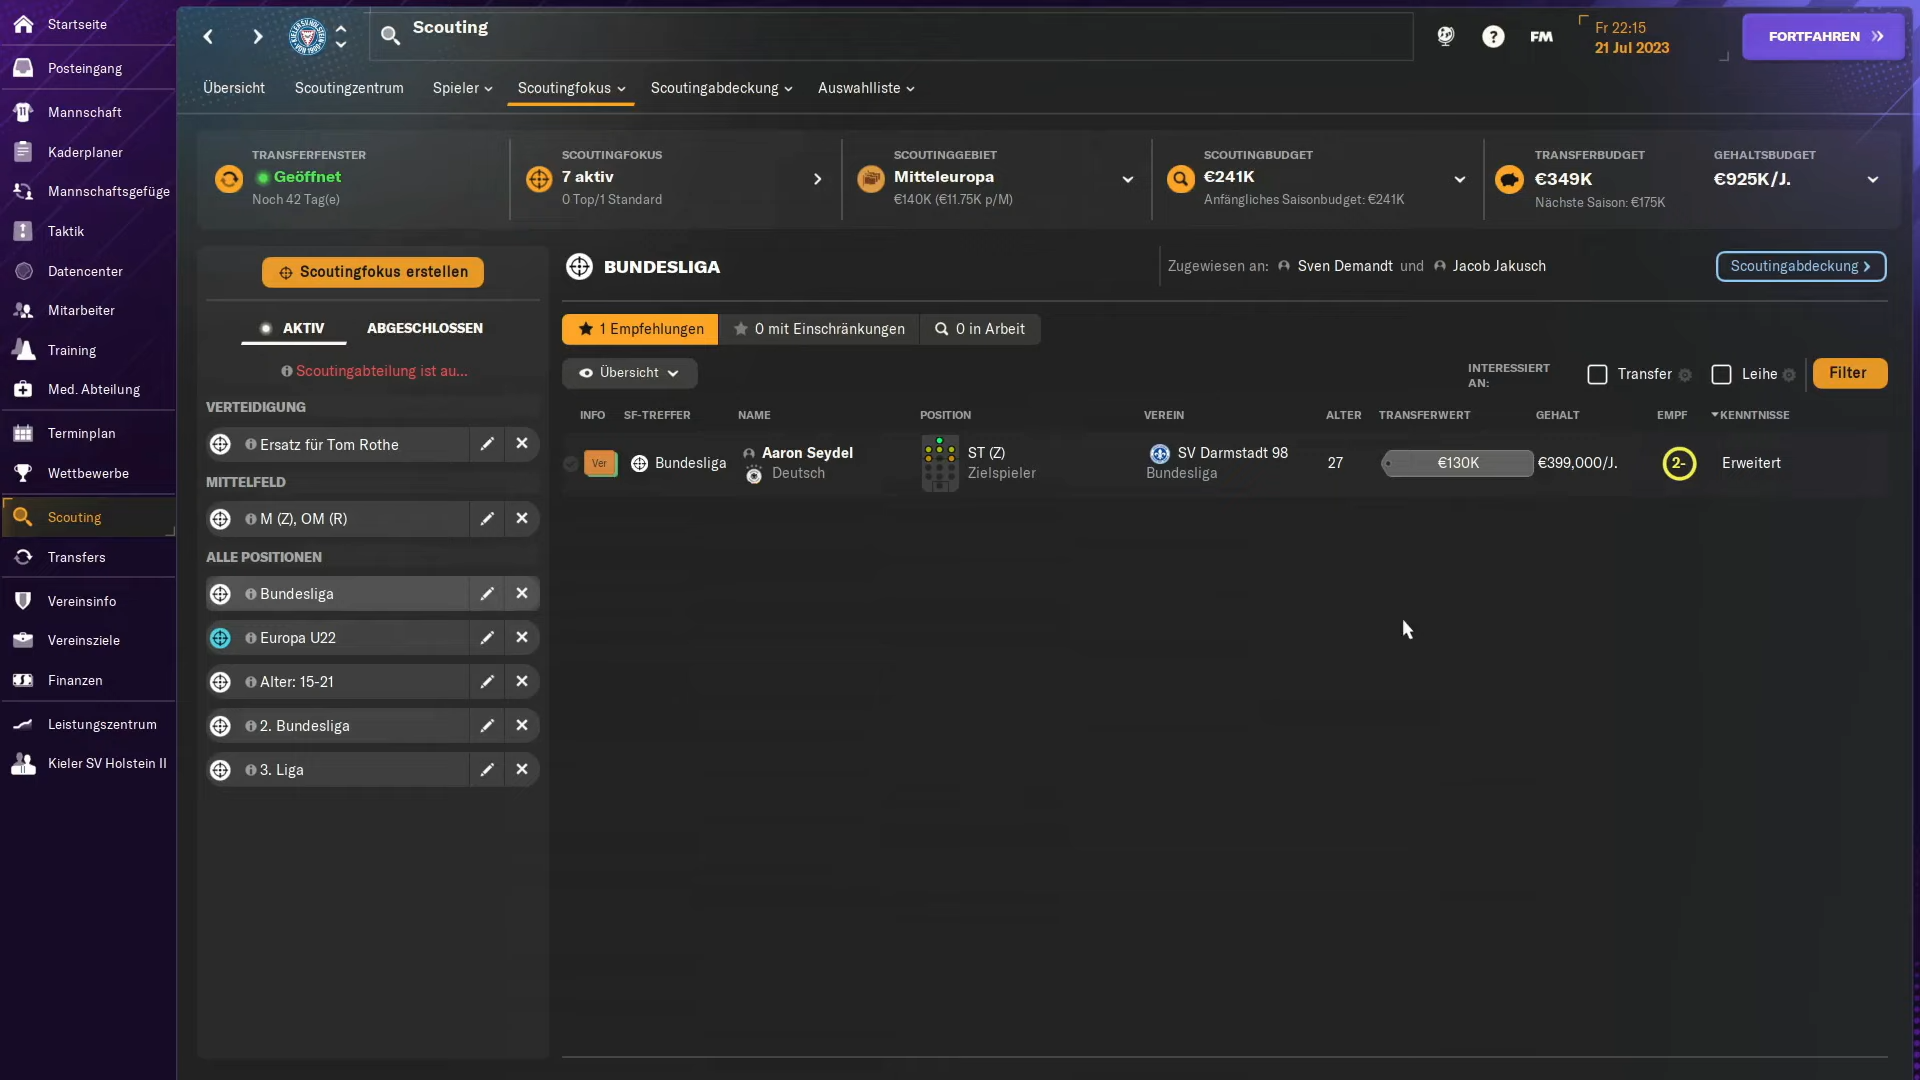 Startseite
Posteingang
Mannschaft
Kaderplaner
Mannschaftsgefüge
Taktik
Datencenter
Mitarbeiter
Training
Med. Abteilung
Terminplan
Wettbewerbe
Scouting
Transfers
Vereinsinfo
Vereinsziele
Finanzen
Leistungszentrum
Kieler SV Holstein II
Scouting
FM
Fr 22:15
21 Jul 2023
FORTFAHREN
Übersicht
Scoutingzentrum
Spieler
Scoutingfokus
Scoutingabdeckung
Auswahlliste
TRANSFERFENSTER
Geöffnet
Noch 42 Tag(e)
SCOUTINGFOKUS
7 aktiv
0 Top/1 Standard
SCOUTINGGEBIET
Mitteleuropa
€140K (€11.75K p/M)
SCOUTINGBUDGET
€241K
Anfängliches Saisonbudget: €241K
TRANSFERBUDGET
€349K
Nächste Saison: €175K
GEHALTSBUDGET
€925K/J.
Scoutingfokus erstellen
AKTIV
ABGESCHLOSSEN
Scoutingabteilung ist au...
VERTEIDIGUNG
Ersatz für Tom Rothe
MITTELFELD
M (Z), OM (R)
ALLE POSITIONEN
Bundesliga
Europa U22
Alter: 15-21
2. Bundesliga
3. Liga
BUNDESLIGA
Zugewiesen an: Sven Demandt und Jacob Jakusch
Scoutingabdeckung
1 Empfehlungen
0 mit Einschränkungen
0 in Arbeit
Übersicht
INTERESSIERT
AN:
Transfer
Leihe
Filter
INFO SF-TREFFER NAME POSITION VEREIN ALTER TRANSFERWERT GEHALT EMPF KENNTNISSE
Ver Bundesliga Aaron Seydel ST (Z) SV Darmstadt 98 27 €130K €399,000/J. 2- Erweitert
Deutsch Zielspieler Bundesliga